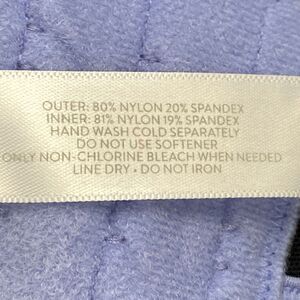 OUTER: 80% NYLON 20% SPANDEX
INNER: 81% NYLON 19% SPANDEX
HAND WASH COLD SEPARATELY
DO NOT USE SOFTENER
ONLY NON-CHLORINE BLEACH WHEN NEEDED
LINE DRY • DO NOT IRON